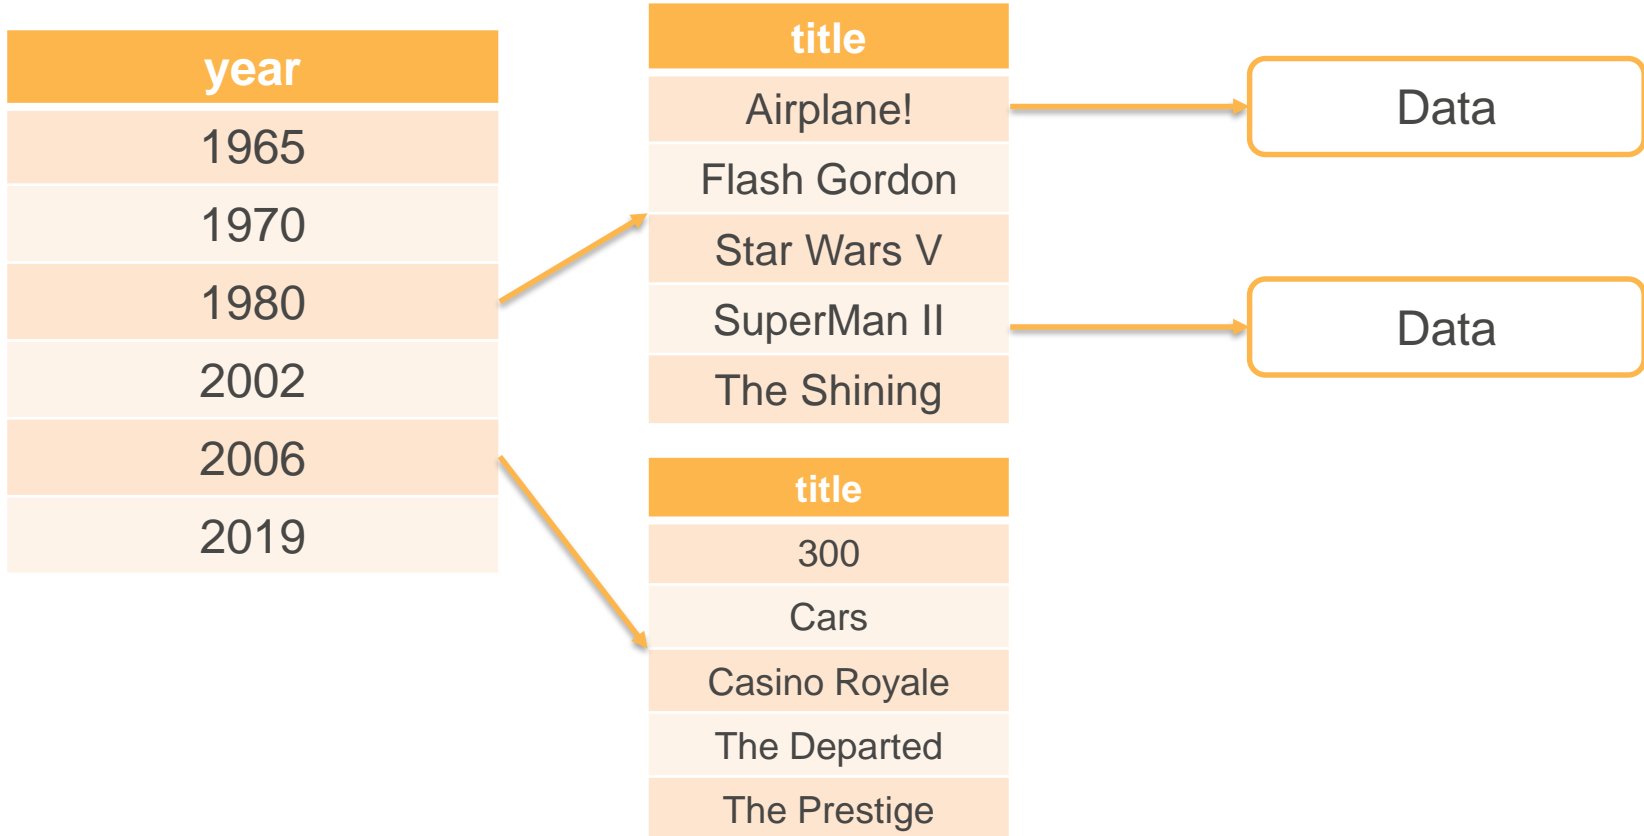 year
1965
1970
1980
2002
2006
2019
title
Airplane!
Flash Gordon
Star Wars V
SuperMan II
The Shining
title
300
Cars
Casino Royale
The Departed
The Prestige
Data
Data